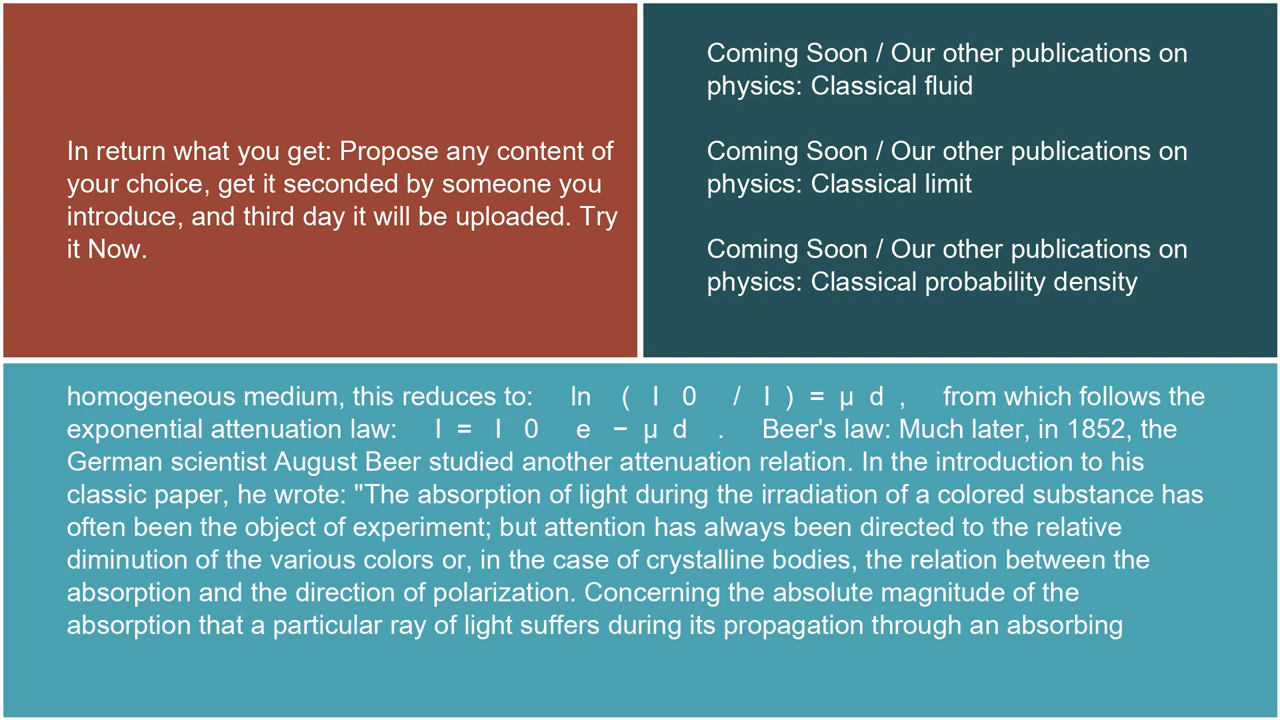 In return what you get: Propose any content of
your choice, get it seconded by someone you
introduce, and third day it will be uploaded. Try
it Now.
Coming Soon / Our other publications on
physics: Classical fluid
Coming Soon / Our other publications on
physics: Classical limit
Coming Soon / Our other publications on
physics: Classical probability density
homogeneous medium, this reduces to: ln ( I 0 / I ) = μ d , from which follows the
exponential attenuation law: I = I 0 e − μ d . Beer's law: Much later, in 1852, the
German scientist August Beer studied another attenuation relation. In the introduction to his
classic paper, he wrote: "The absorption of light during the irradiation of a colored substance has
often been the object of experiment; but attention has always been directed to the relative
diminution of the various colors or, in the case of crystalline bodies, the relation between the
absorption and the direction of polarization. Concerning the absolute magnitude of the
absorption that a particular ray of light suffers during its propagation through an absorbing